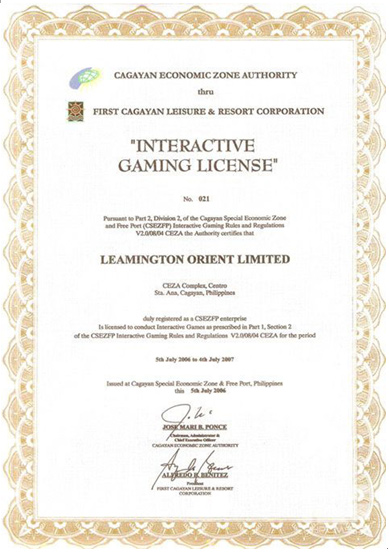 CAGAYAN ECONOMIC ZONE AUTHORITY
thru
FIRST CAGAYAN LEISURE & RESORT CORPORATION
"INTERACTIVE
GAMING LICENSE"
No. 021
Pursuant to Part 2, Division 2, of the Cagayan Special Economic Zone
and Free Port (CSEZFP) Interactive Gaming Rules and Regulations
V2.0/08/04 CEZA the Authority certifies that
LEAMINGTON ORIENT LIMITED
CEZA Complex, Centro
Sta. Ana, Cagayan, Philippines
duly registered as a CSEZFP enterprise
Is licensed to conduct Interactive Games as prescribed in Part 1, Section 2
of the CSEZFP Interactive Gaming Rules and Regulations V2.0/08/04 CEZA for the period
5th July 2006 to 4th July 2007
Issued at Cagayan Special Economic Zone & Free Port, Philippines
this 5th July 2006
JOSE MARI B. PONCE
Chairman, Administrator &
Chief Executive Officer
CAGAYAN ECONOMIC ZONE AUTHORITY
ALFREDO B. BENITEZ
President
FIRST CAGAYAN LEISURE & RESORT
CORPORATION